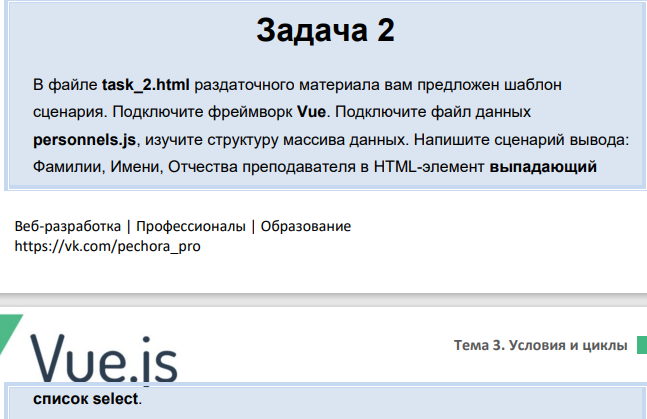 Задача 2
В файле task_2.html раздаточного материала вам предложен шаблон
сценария. Подключите фреймворк Vue. Подключите файл данных
personnels.js, изучите структуру массива данных. Напишите сценарий вывода:
Фамилии, Имени, Отчества преподавателя в HTML-элемент выпадающий
Веб-разработка | Профессионалы | Образование
https://vk.com/pechora_pro
Vue.js
Тема 3. Условия и циклы
список select.